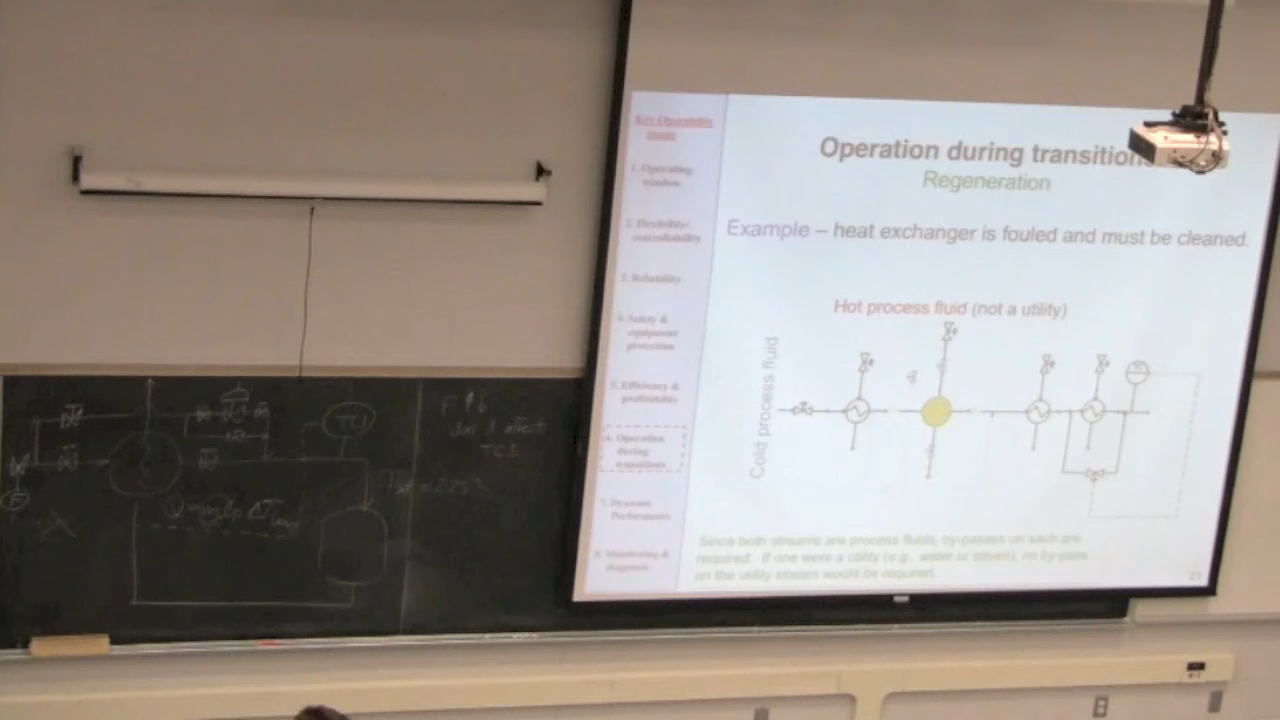 Key Operability
Issues
1. Operating
window
2. Flexibility/
controllability
3. Reliability
4. Safety &
equipment
protection
5. Efficiency &
profitability
6. Operation
during
transitions
7. Dynamic
Performance
8. Monitoring &
diagnosis
Operation during transition
Regeneration
Example – heat exchanger is fouled and must be cleaned.
Hot process fluid (not a utility)
Cold process fluid
Since both streams are process fluids, by-passes on each are
required. If one were a utility (e.g., water or steam), no by-pass
on the utility stream would be required.
TC1
F